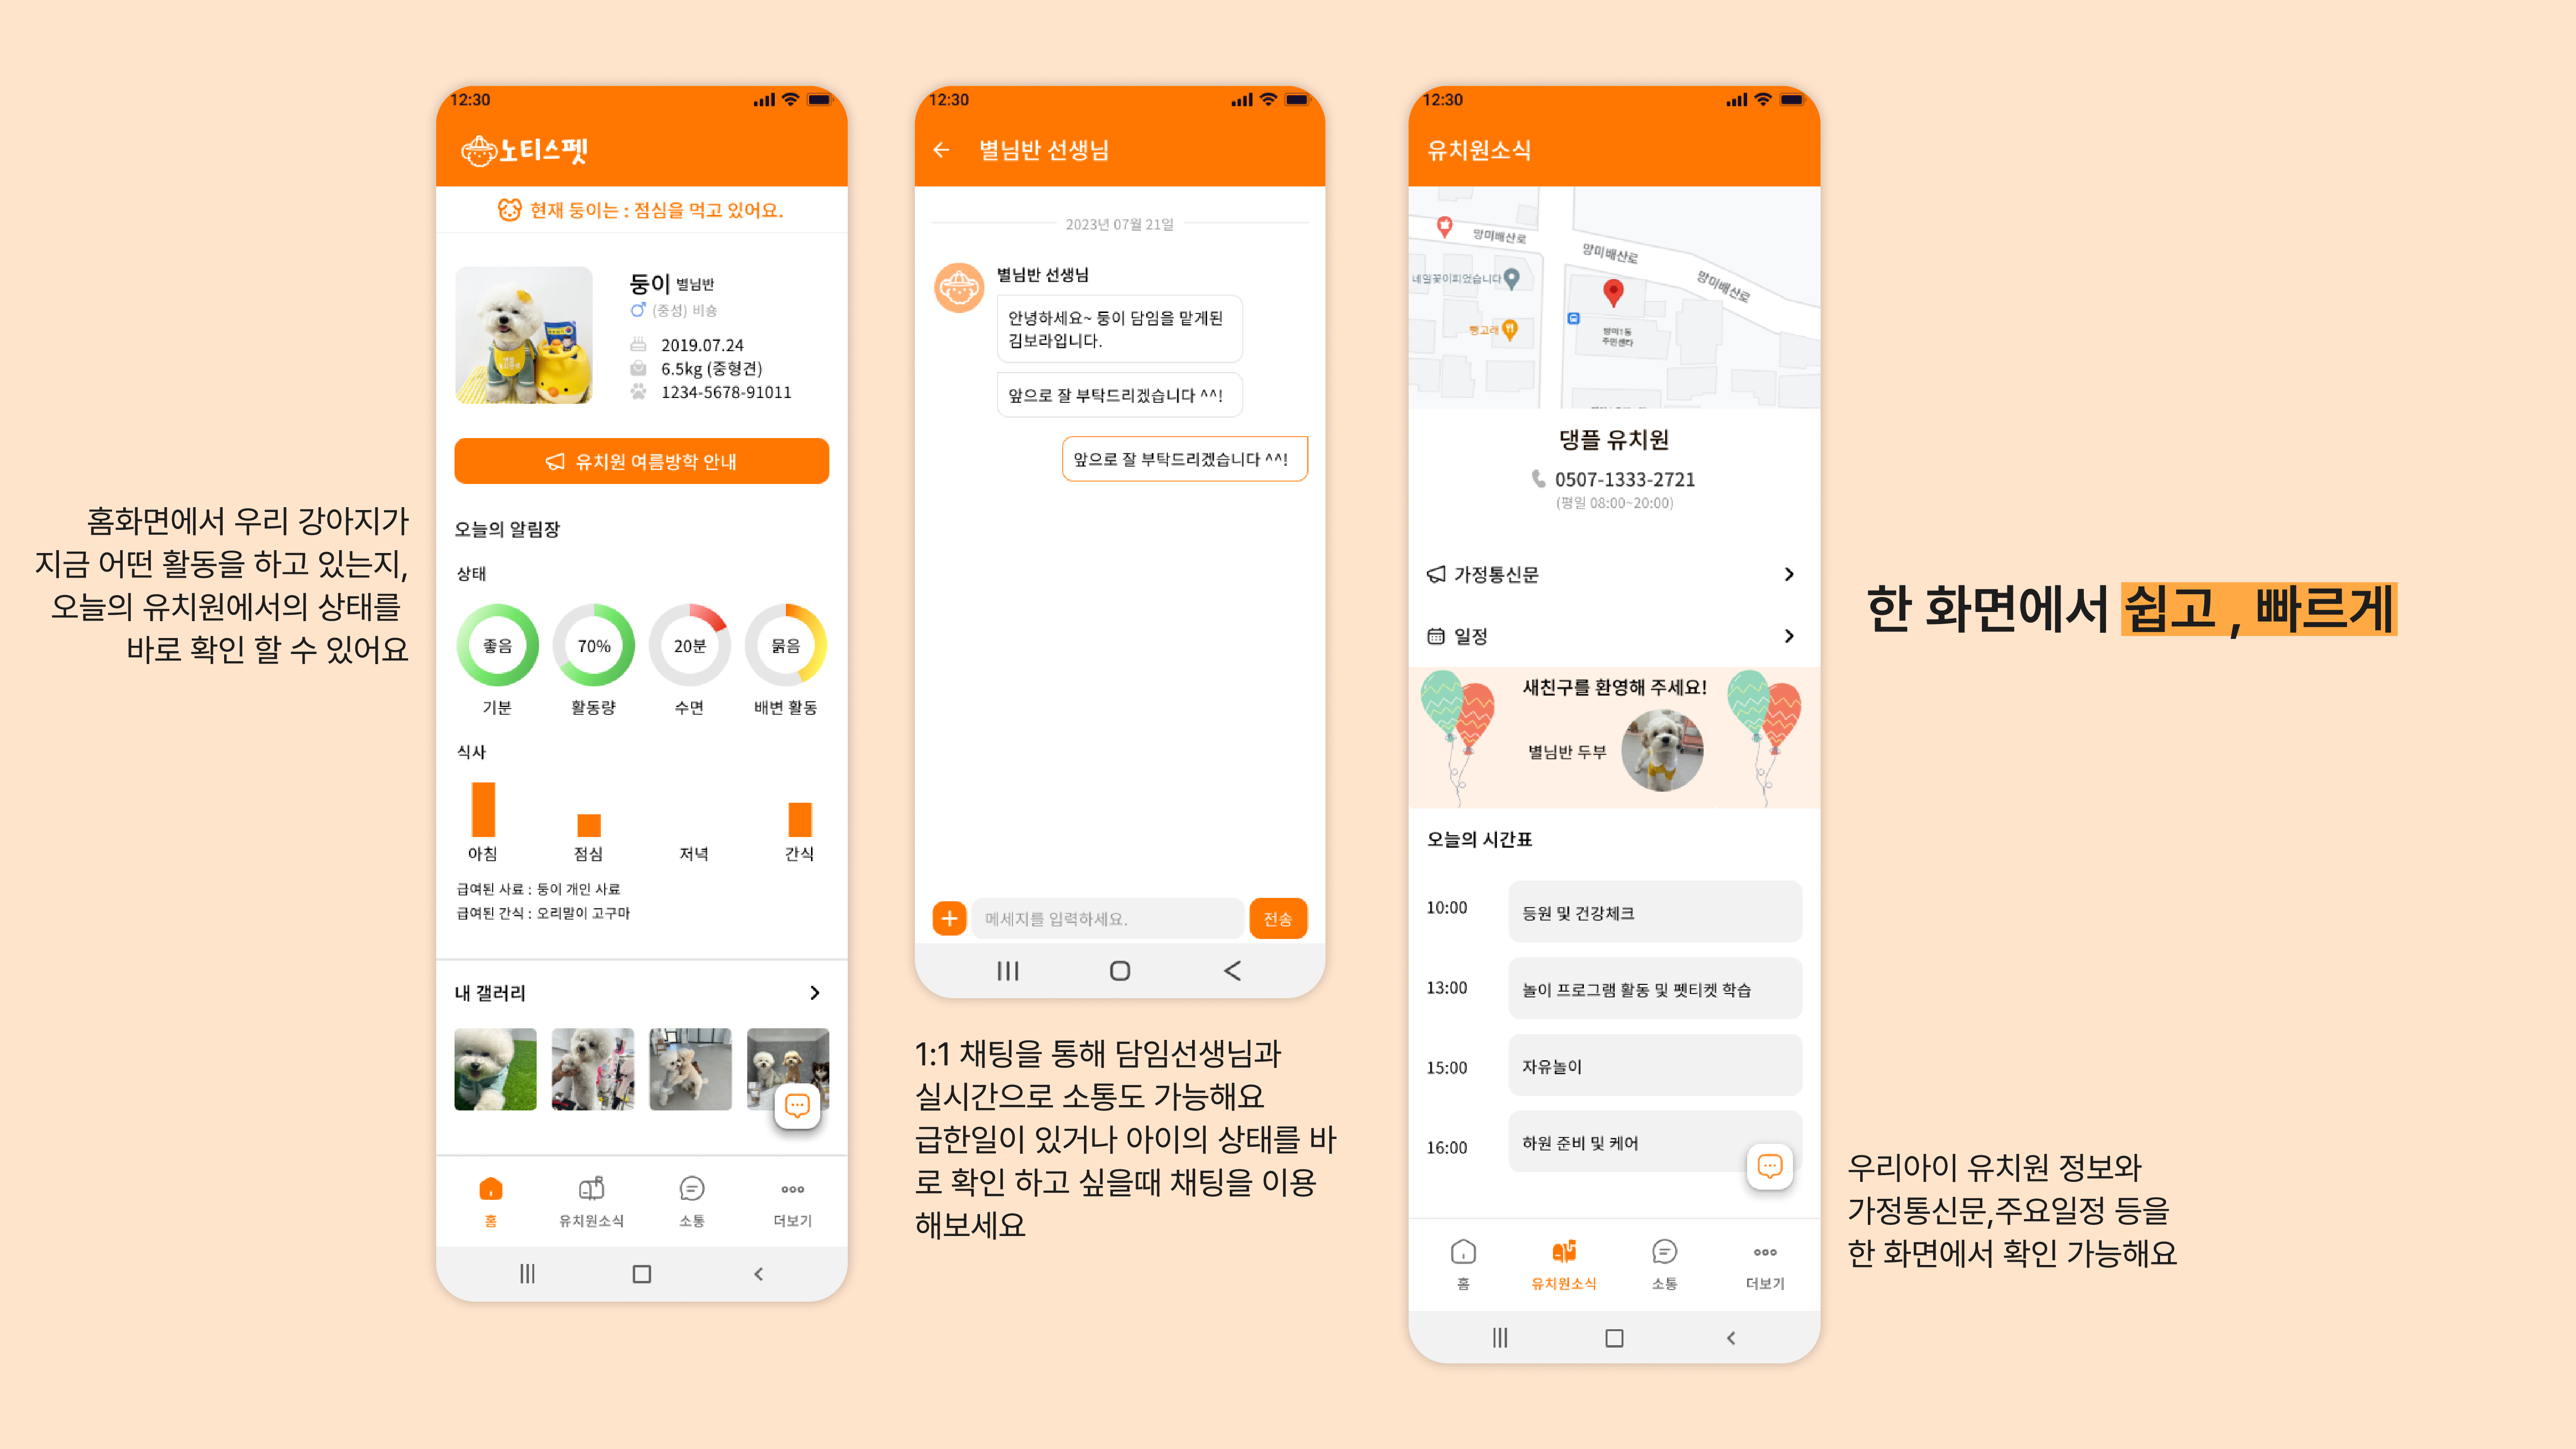 홈화면에서 우리 강아지가
지금 어떤 활동을 하고 있는지,
오늘의 유치원에서의 상태를
바로 확인 할 수 있어요
12:30
노티스펫
현재 둥이는 : 점심을 먹고 있어요.
둥이 별님반
(중성) 비숑
2019.07.24
6.5kg (중형견)
1234-5678-91011
유치원 여름방학 안내
오늘의 알림장
상태
좋음 70% 20분 묽음
기분 활동량 수면 배변 활동
식사
아침 점심 저녁 간식
급여된 사료 : 둥이 개인 사료
급여된 간식 : 오리말이 고구마
내 갤러리
홈 유치원소식 소통 더보기
12:30
별님반 선생님
2023년 07월 21일
별님반 선생님
안녕하세요~ 둥이 담임을 맡게된
김보라입니다.
앞으로 잘 부탁드리겠습니다 ^^!
앞으로 잘 부탁드리겠습니다 ^^!
메세지를 입력하세요.
전송
1:1 채팅을 통해 담임선생님과
실시간으로 소통도 가능해요
급한일이 있거나 아이의 상태를 바
로 확인 하고 싶을때 채팅을 이용
해보세요
12:30
유치원소식
망미배산로
망미배산로
망미배산로
네일꽃이피었습니다
빵고래
망미1동
주민센타
댕플 유치원
0507-1333-2721
(평일 08:00~20:00)
가정통신문
일정
새친구를 환영해 주세요!
별님반 두부
오늘의 시간표
10:00 등원 및 건강체크
13:00 놀이 프로그램 활동 및 펫티켓 학습
15:00 자유놀이
16:00 하원 준비 및 케어
홈 유치원소식 소통 더보기
한 화면에서 쉽고 , 빠르게
우리아이 유치원 정보와
가정통신문,주요일정 등을
한 화면에서 확인 가능해요